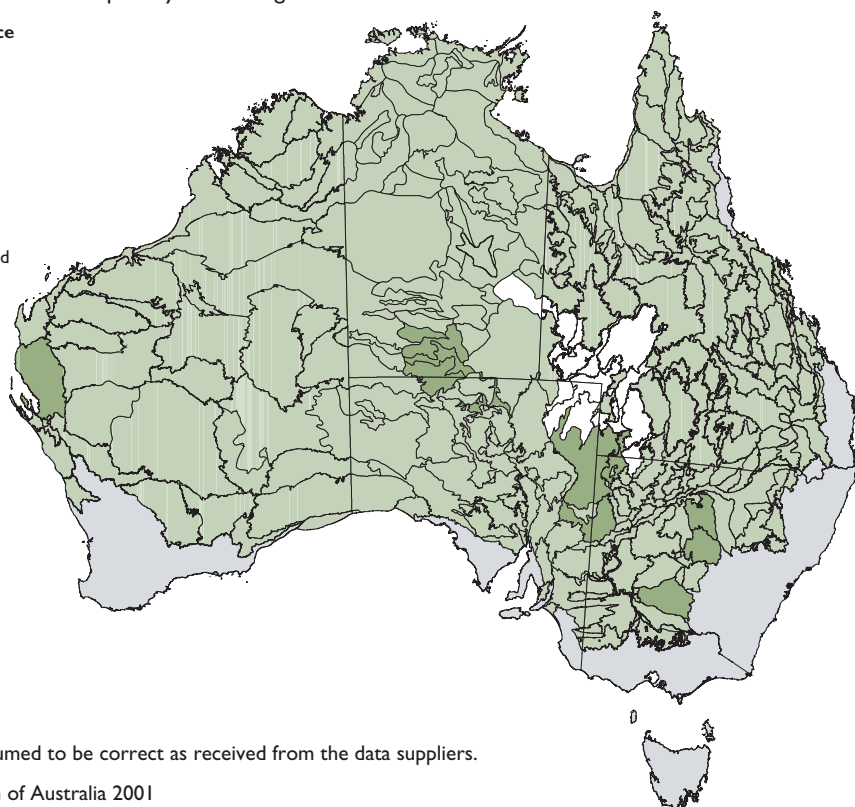 ce
d
umed to be correct as received from the data suppliers.
n of Australia 2001